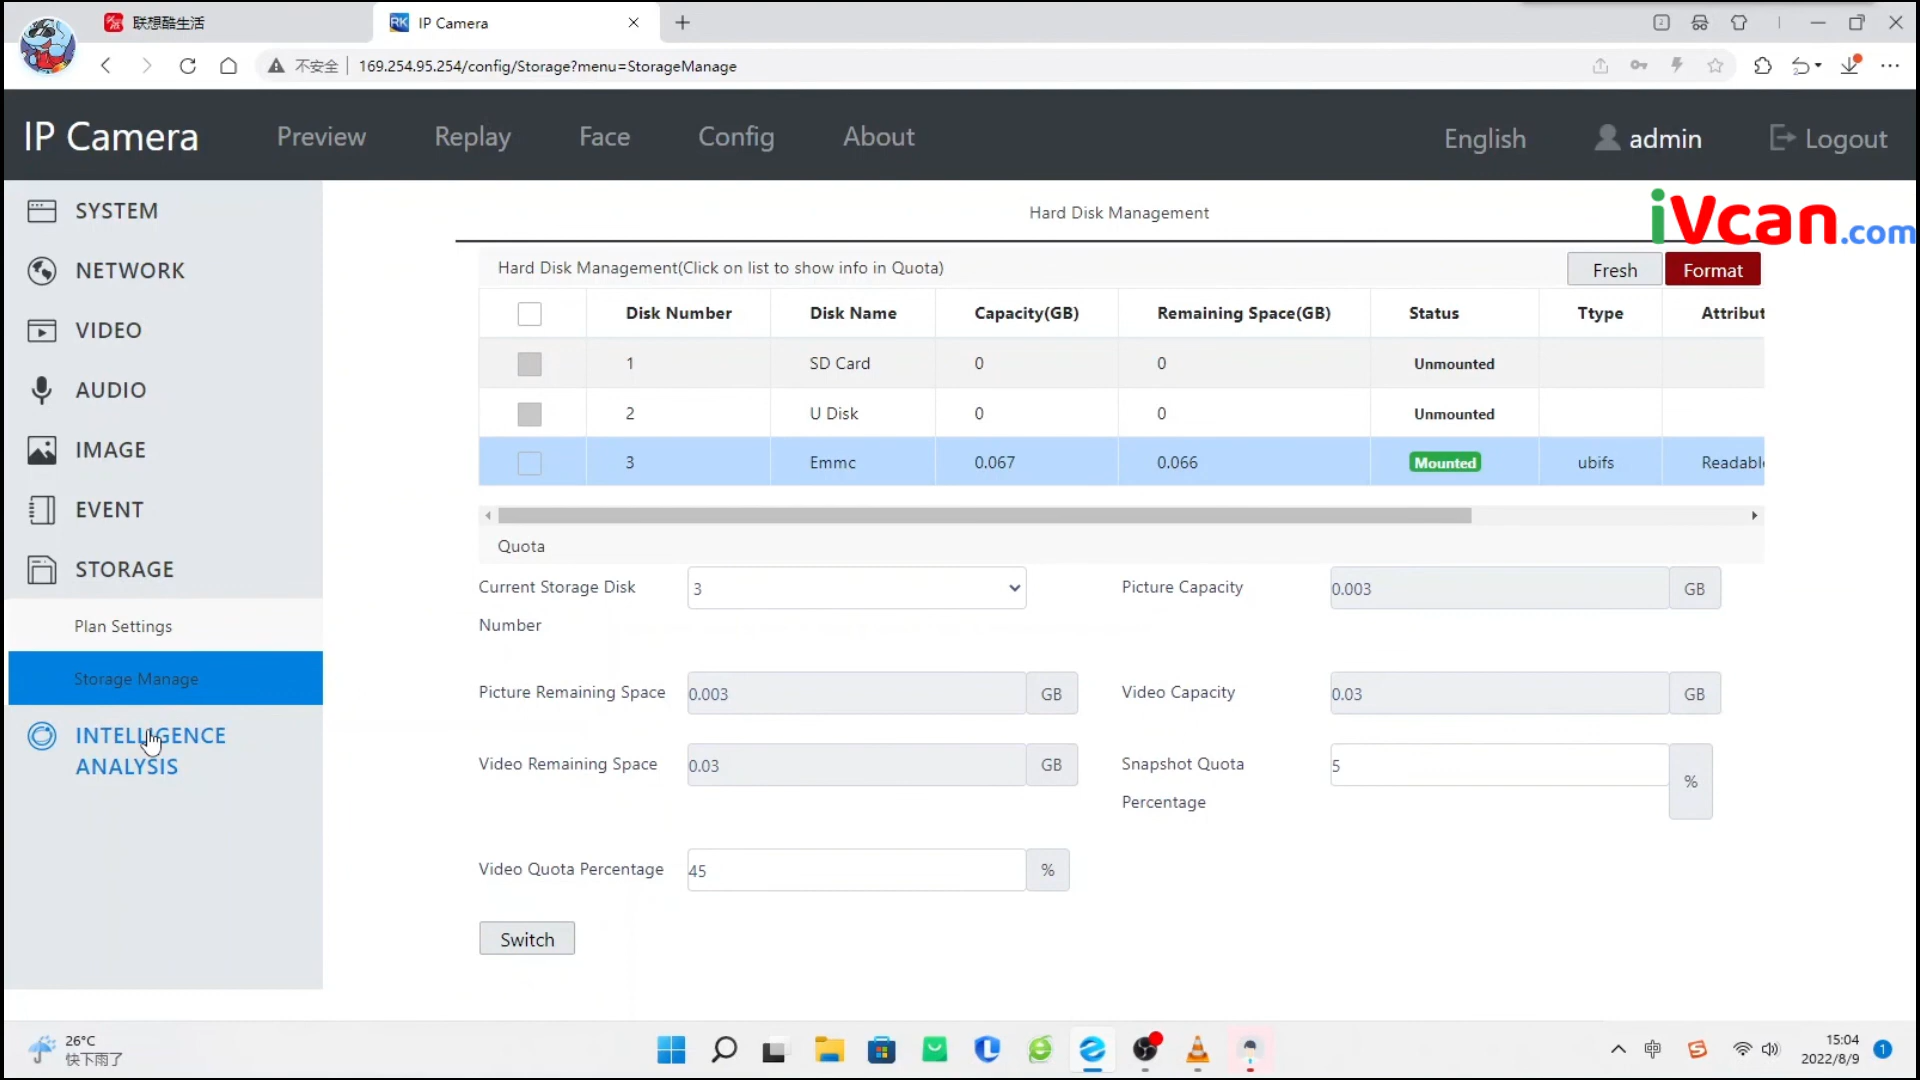 联想酷生活
RK IP Camera
不安全 169.254.95.254/config/Storage?menu=StorageManage
IP Camera Preview Replay Face Config About English admin Logout
SYSTEM
NETWORK
VIDEO
AUDIO
IMAGE
EVENT
STORAGE
Plan Settings
Storage Manage
INTELLIGENCE
ANALYSIS
iVcan.com
Hard Disk Management
Hard Disk Management(Click on list to show info in Quota) Fresh Format
Disk Number Disk Name Capacity(GB) Remaining Space(GB) Status Ttype Attribut
1 SD Card 0 0 Unmounted
2 U Disk 0 0 Unmounted
3 Emmc 0.067 0.066 Mounted ubifs Readabl
Quota
Current Storage Disk
Number
3
Picture Capacity 0.003 GB
Picture Remaining Space 0.003 GB
Video Capacity 0.03 GB
Video Remaining Space 0.03 GB
Snapshot Quota
Percentage
5 %
Video Quota Percentage 45 %
Switch
26°C
快下雨了
中
15:04
2022/8/9
1